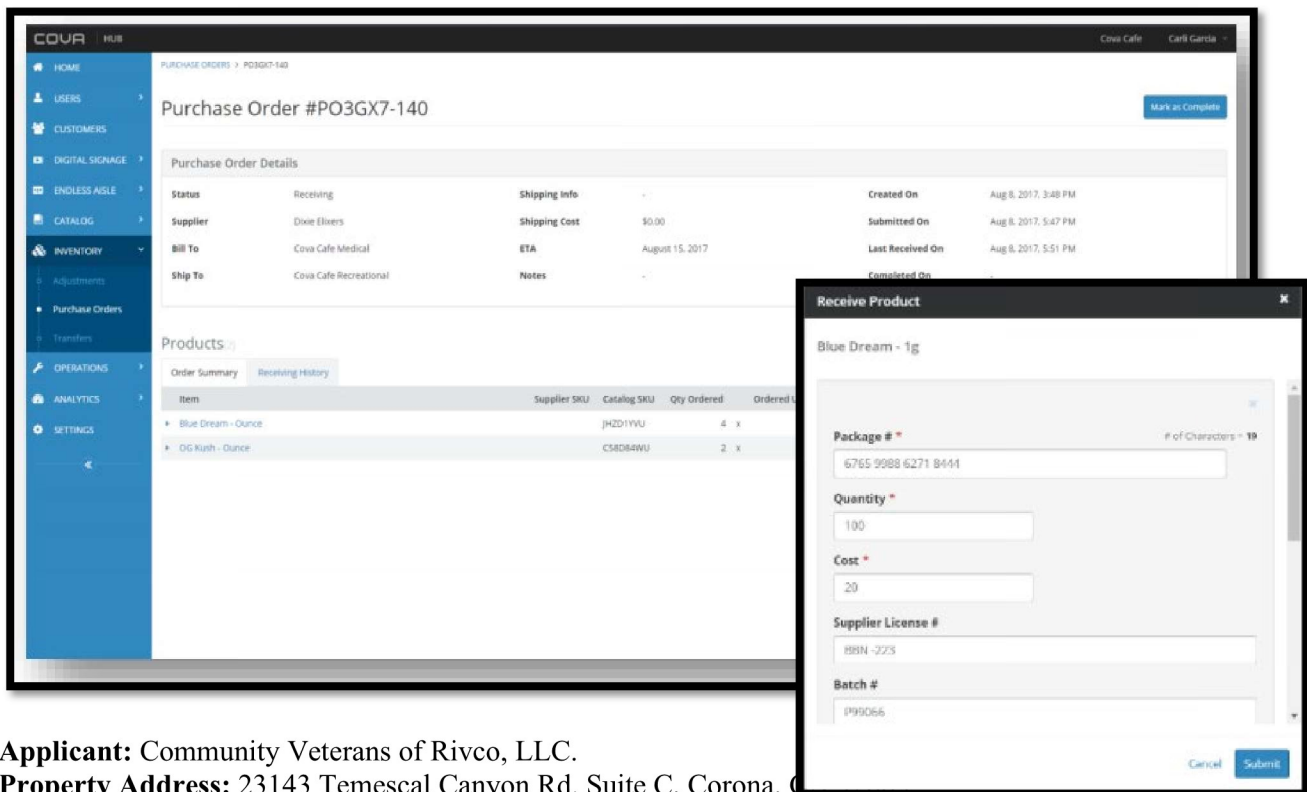 COVA HUB
Cova Cafe Carli Garcia
HOME
USERS
CUSTOMERS
DIGITAL SIGNAGE
ENDLESS AISLE
CATALOG
INVENTORY
Adjustments
Purchase Orders
Transfers
OPERATIONS
ANALYTICS
SETTINGS
PURCHASE ORDERS > PO3GX7-140
Purchase Order #PO3GX7-140
Mark as Complete
Purchase Order Details
Status Receiving Shipping Info - Created On Aug 8, 2017, 3:48 PM
Supplier Dixie Elixers Shipping Cost $0.00 Submitted On Aug 8, 2017, 5:47 PM
Bill To Cova Cafe Medical ETA August 15, 2017 Last Received On Aug 8, 2017, 5:51 PM
Ship To Cova Cafe Recreational Notes - Completed On -
Products
Order Summary Receiving History
Item Supplier SKU Catalog SKU Qty Ordered Ordered
Blue Dream - Ounce JHZD1YVU 4 x
OG Kush - Ounce CS8D84WU 2 x
Receive Product ×
Blue Dream - 1g
Package # * # of Characters = 19
6765 9988 6271 8444
Quantity *
100
Cost *
20
Supplier License #
BBN -223
Batch #
IP99066
Cancel Submit
Applicant: Community Veterans of Rivco, LLC.
Property Address: 23143 Temescal Canyon Rd. Suite C. Corona.